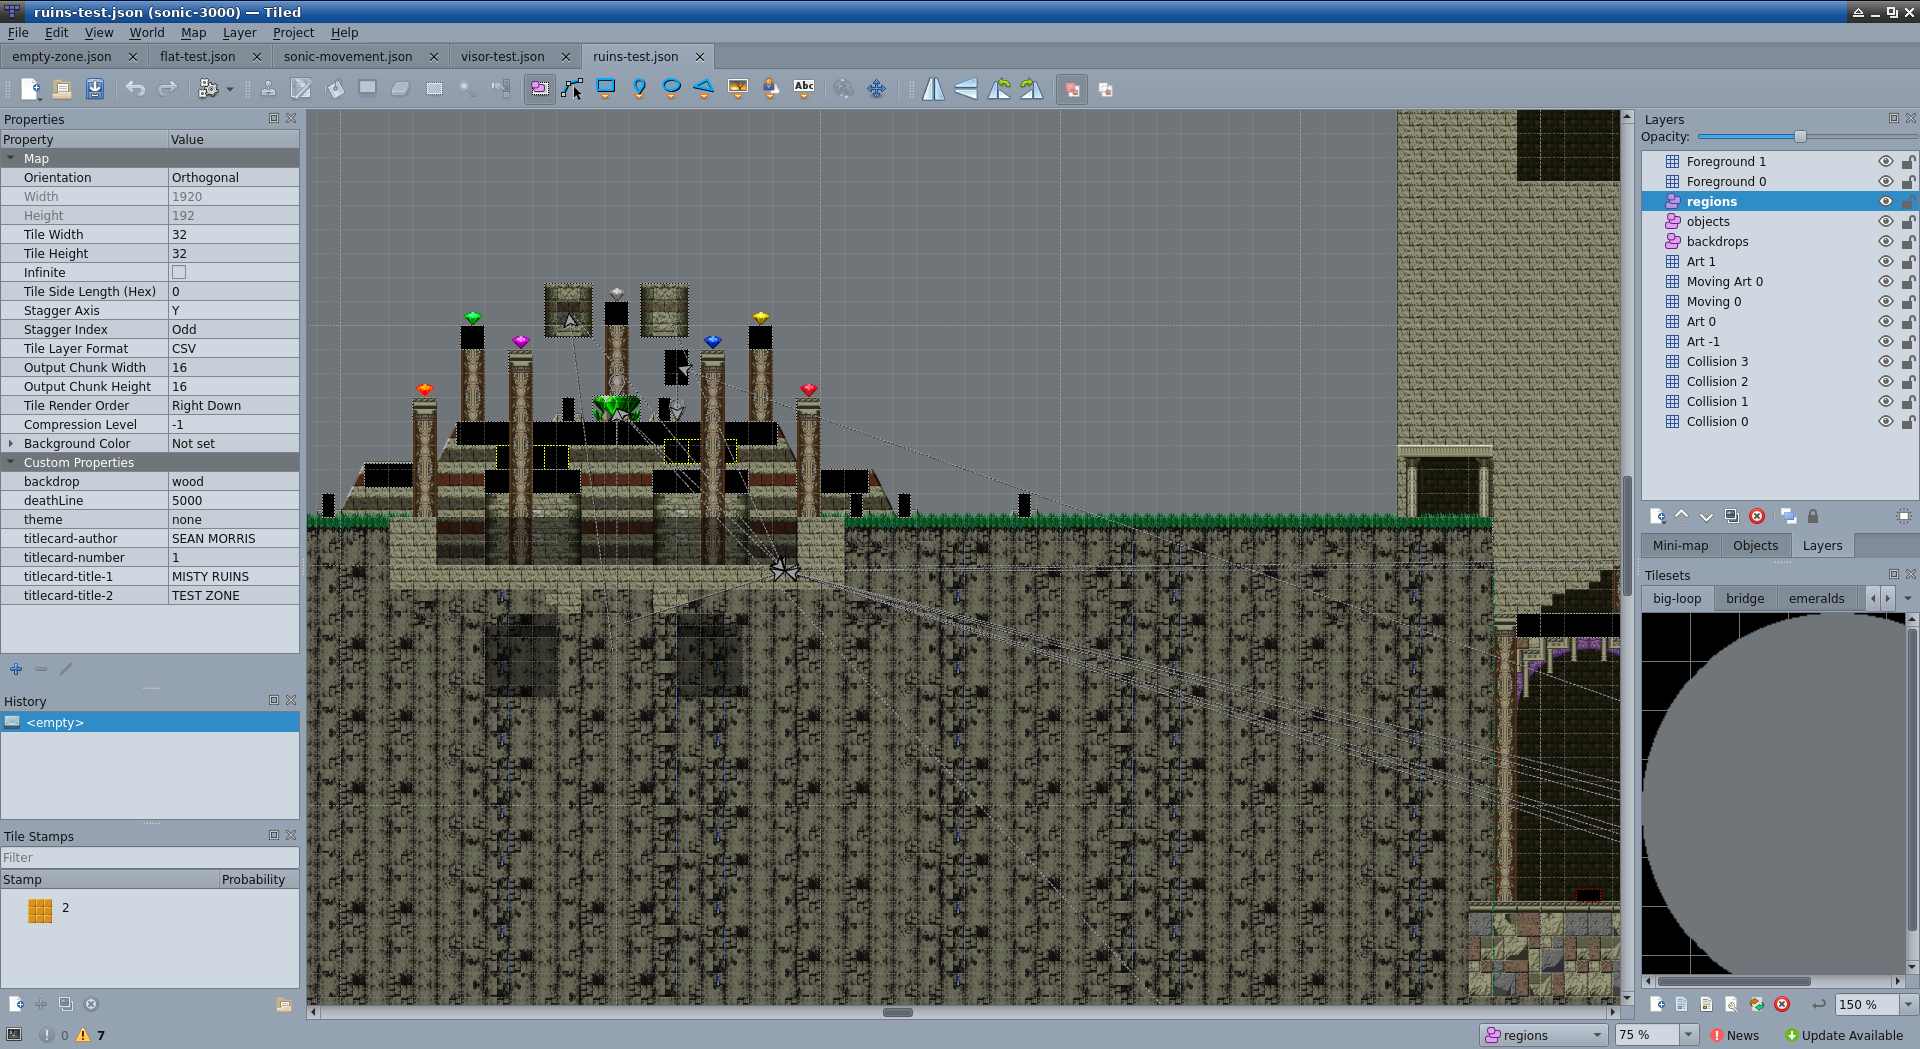 ruins-test.json (sonic-3000) — Tiled
File Edit View World Map Layer Project Help
empty-zone.json flat-test.json sonic-movement.json visor-test.json ruins-test.json
Abc
Properties
Property Value
Map
Orientation Orthogonal
Width 1920
Height 192
Tile Width 32
Tile Height 32
Infinite
Tile Side Length (Hex) 0
Stagger Axis Y
Stagger Index Odd
Tile Layer Format CSV
Output Chunk Width 16
Output Chunk Height 16
Tile Render Order Right Down
Compression Level -1
Background Color Not set
Custom Properties
backdrop wood
deathLine 5000
theme none
titlecard-author SEAN MORRIS
titlecard-number 1
titlecard-title-1 MISTY RUINS
titlecard-title-2 TEST ZONE
History
<empty>
Tile Stamps
Filter
Stamp Probability
2
0 7
Layers
Opacity:
Foreground 1
Foreground 0
regions
objects
backdrops
Art 1
Moving Art 0
Moving 0
Art 0
Art -1
Collision 3
Collision 2
Collision 1
Collision 0
Mini-map Objects Layers
Tilesets
big-loop bridge emeralds
150 %
regions 75 % News Update Available